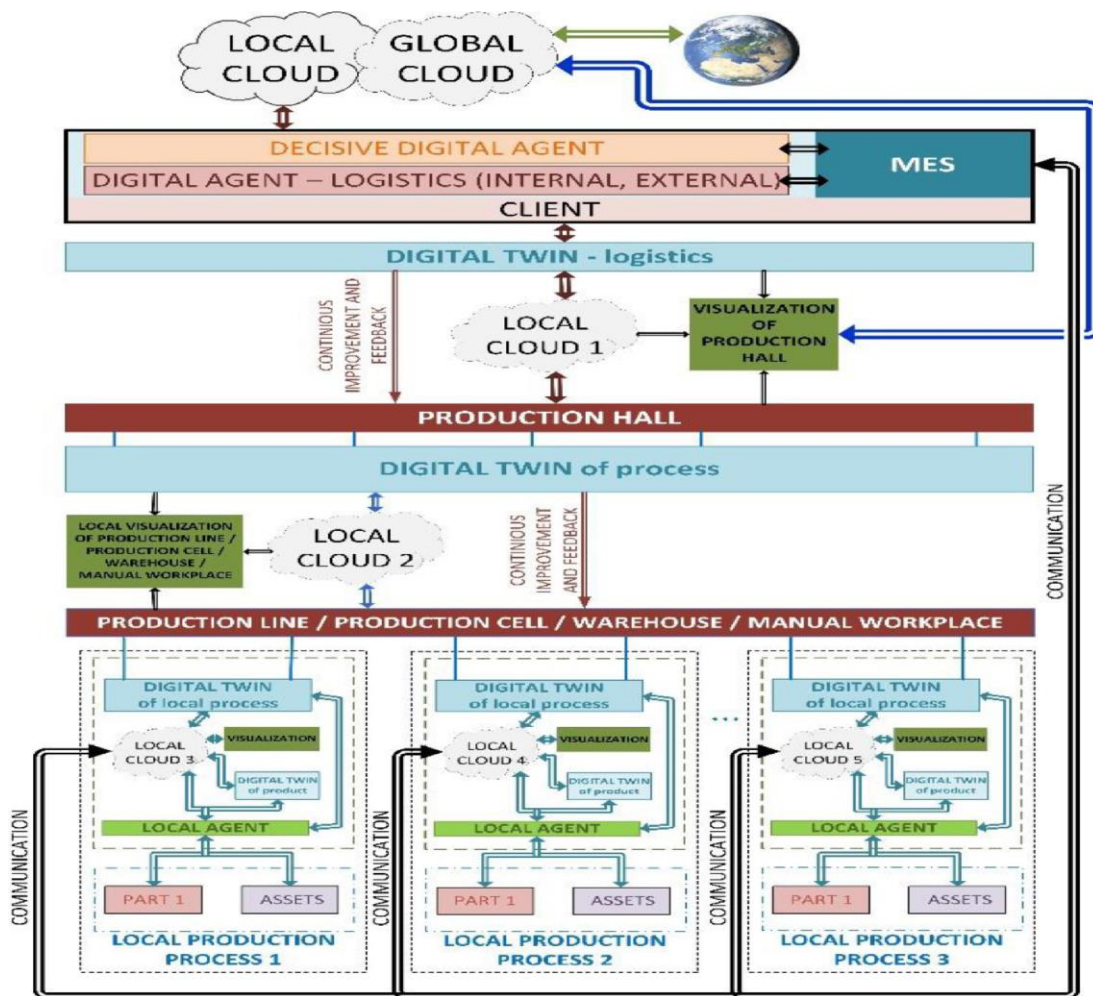 LOCAL
CLOUD
GLOBAL
CLOUD
DECISIVE DIGITAL AGENT
DIGITAL AGENT – LOGISTICS (INTERNAL, EXTERNAL)
MES
CLIENT
DIGITAL TWIN - logistics
CONTINIOUS
IMPROVEMENT AND
FEEDBACK
LOCAL
CLOUD 1
VISUALIZATION
OF
PRODUCTION
HALL
PRODUCTION HALL
DIGITAL TWIN of process
LOCAL VISUALIZATION
OF PRODUCTION LINE /
PRODUCTION CELL /
WAREHOUSE /
MANUAL WORKPLACE
LOCAL
CLOUD 2
CONTINIOUS
IMPROVEMENT
AND FEEDBACK
COMMUNICATION
PRODUCTION LINE / PRODUCTION CELL / WAREHOUSE / MANUAL WORKPLACE
DIGITAL TWIN
of local process
LOCAL
CLOUD 3
VISUALIZATION
DIGITAL TWIN
of product
LOCAL AGENT
PART 1
ASSETS
LOCAL PRODUCTION
PROCESS 1
COMMUNICATION
DIGITAL TWIN
of local process
LOCAL
CLOUD 4
VISUALIZATION
DIGITAL TWIN
of product
LOCAL AGENT
PART 1
ASSETS
LOCAL PRODUCTION
PROCESS 2
COMMUNICATION
...
DIGITAL TWIN
of local process
LOCAL
CLOUD 5
VISUALIZATION
DIGITAL TWIN
of product
LOCAL AGENT
PART 1
ASSETS
LOCAL PRODUCTION
PROCESS 3
COMMUNICATION